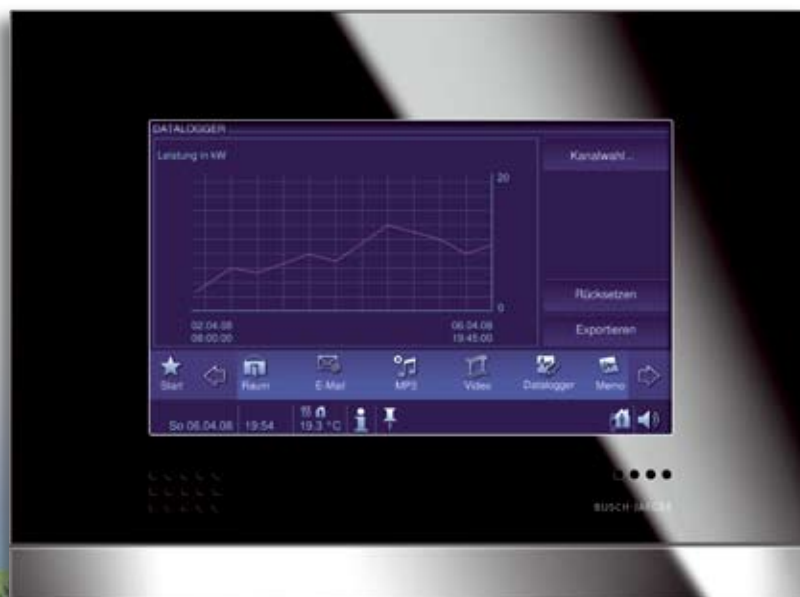 DATALOGGER
Leistung in kW
Kanalwahl...
20
0
Rücksetzen
02.04.08
08:00:00
06.04.08
19:45:00
Exportieren
Start
Raum
E-Mail
MP3
Video
Datalogger
Memo
So 06.04.08
19:54
19.3 °C
BUSCH-JAEGER